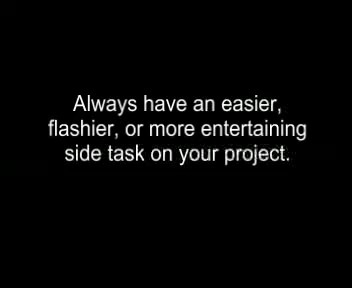 Always have an easier,
flashier, or more entertaining
side task on your project.